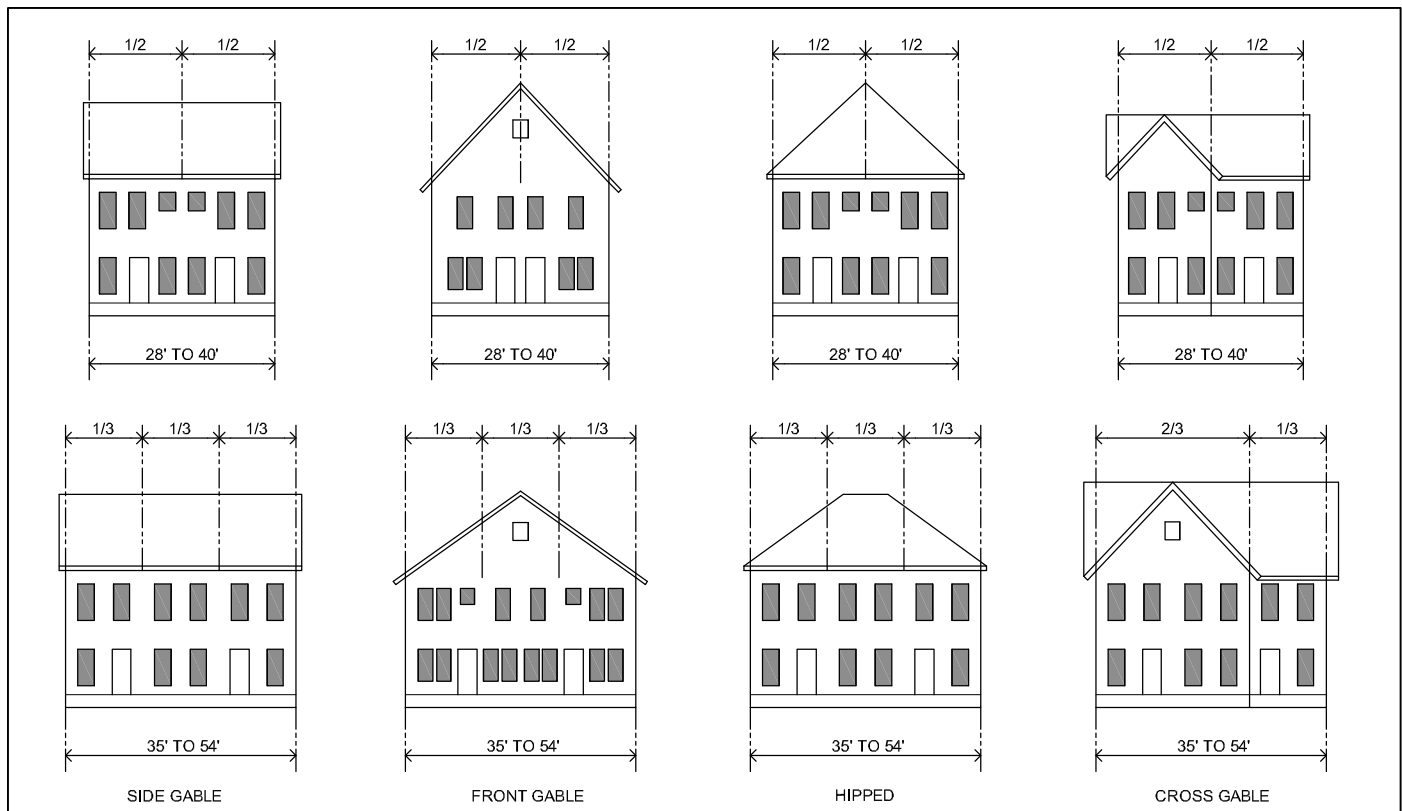 1/2 1/2 1/2 1/2 1/2 1/2 1/2 1/2
28' TO 40' 28' TO 40' 28' TO 40' 28' TO 40'
1/3 1/3 1/3 1/3 1/3 1/3 1/3 1/3 1/3 2/3 1/3
35' TO 54' 35' TO 54' 35' TO 54' 35' TO 54'
SIDE GABLE FRONT GABLE HIPPED CROSS GABLE